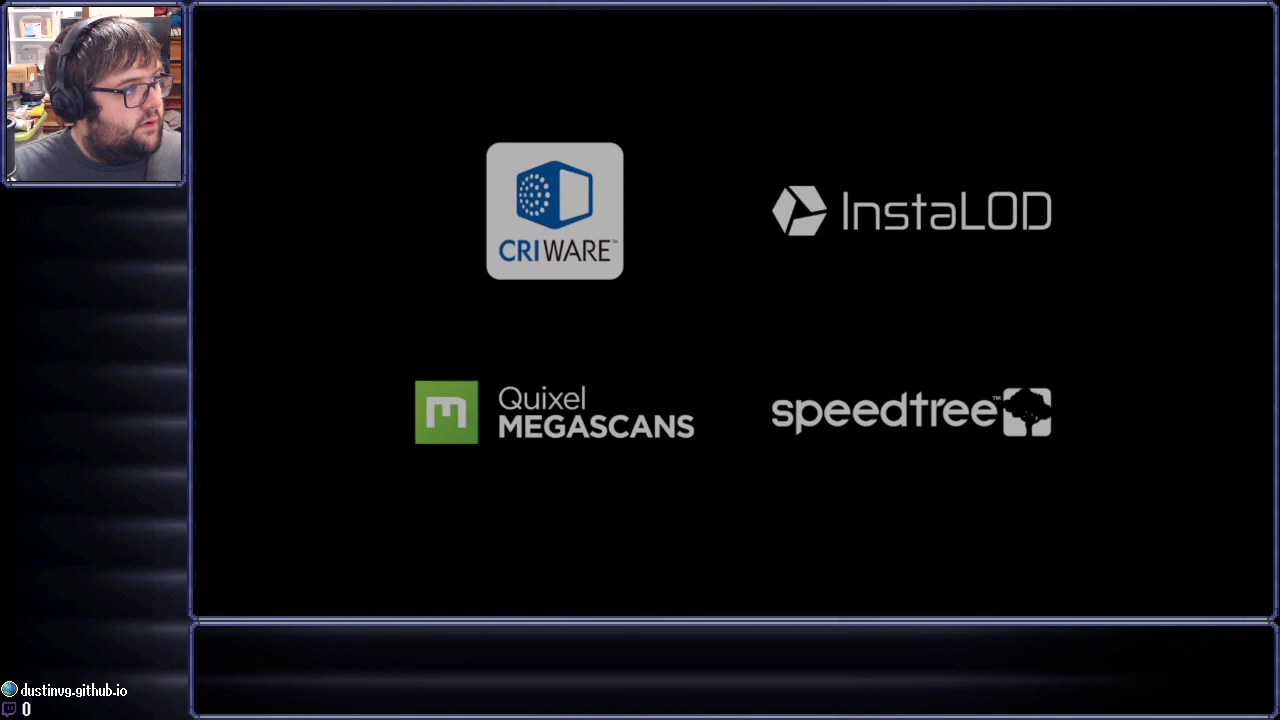 CRIWARE™
InstaLOD
Quixel
MEGASCANS
speedtree™
dustinvg.github.io
0